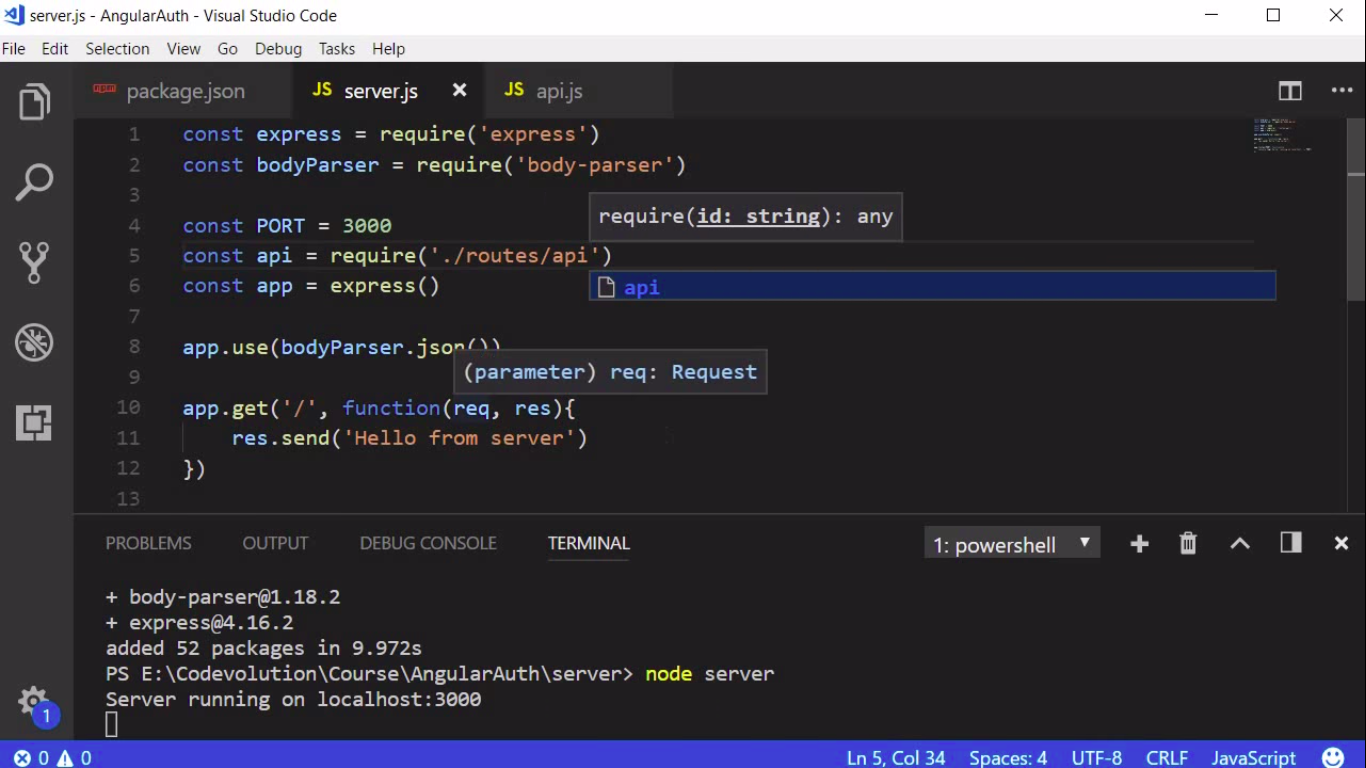 server.js - AngularAuth - Visual Studio Code
File Edit Selection View Go Debug Tasks Help
package.json JS server.js JS api.js
1 const express = require('express')
2 const bodyParser = require('body-parser')
3
require(id: string): any
4 const PORT = 3000
5 const api = require('./routes/api')
6 const app = express()
api
7
8 app.use(bodyParser.json())
9
(parameter) req: Request
10 app.get('/', function(req, res){
11 res.send('Hello from server')
12 })
13
PROBLEMS OUTPUT DEBUG CONSOLE TERMINAL 1: powershell
+ body-parser@1.18.2
+ express@4.16.2
added 52 packages in 9.972s
PS E:\Codevolution\Course\AngularAuth\server> node server
Server running on localhost:3000
1
0 0 Ln 5, Col 34 Spaces: 4 UTF-8 CRLF JavaScript